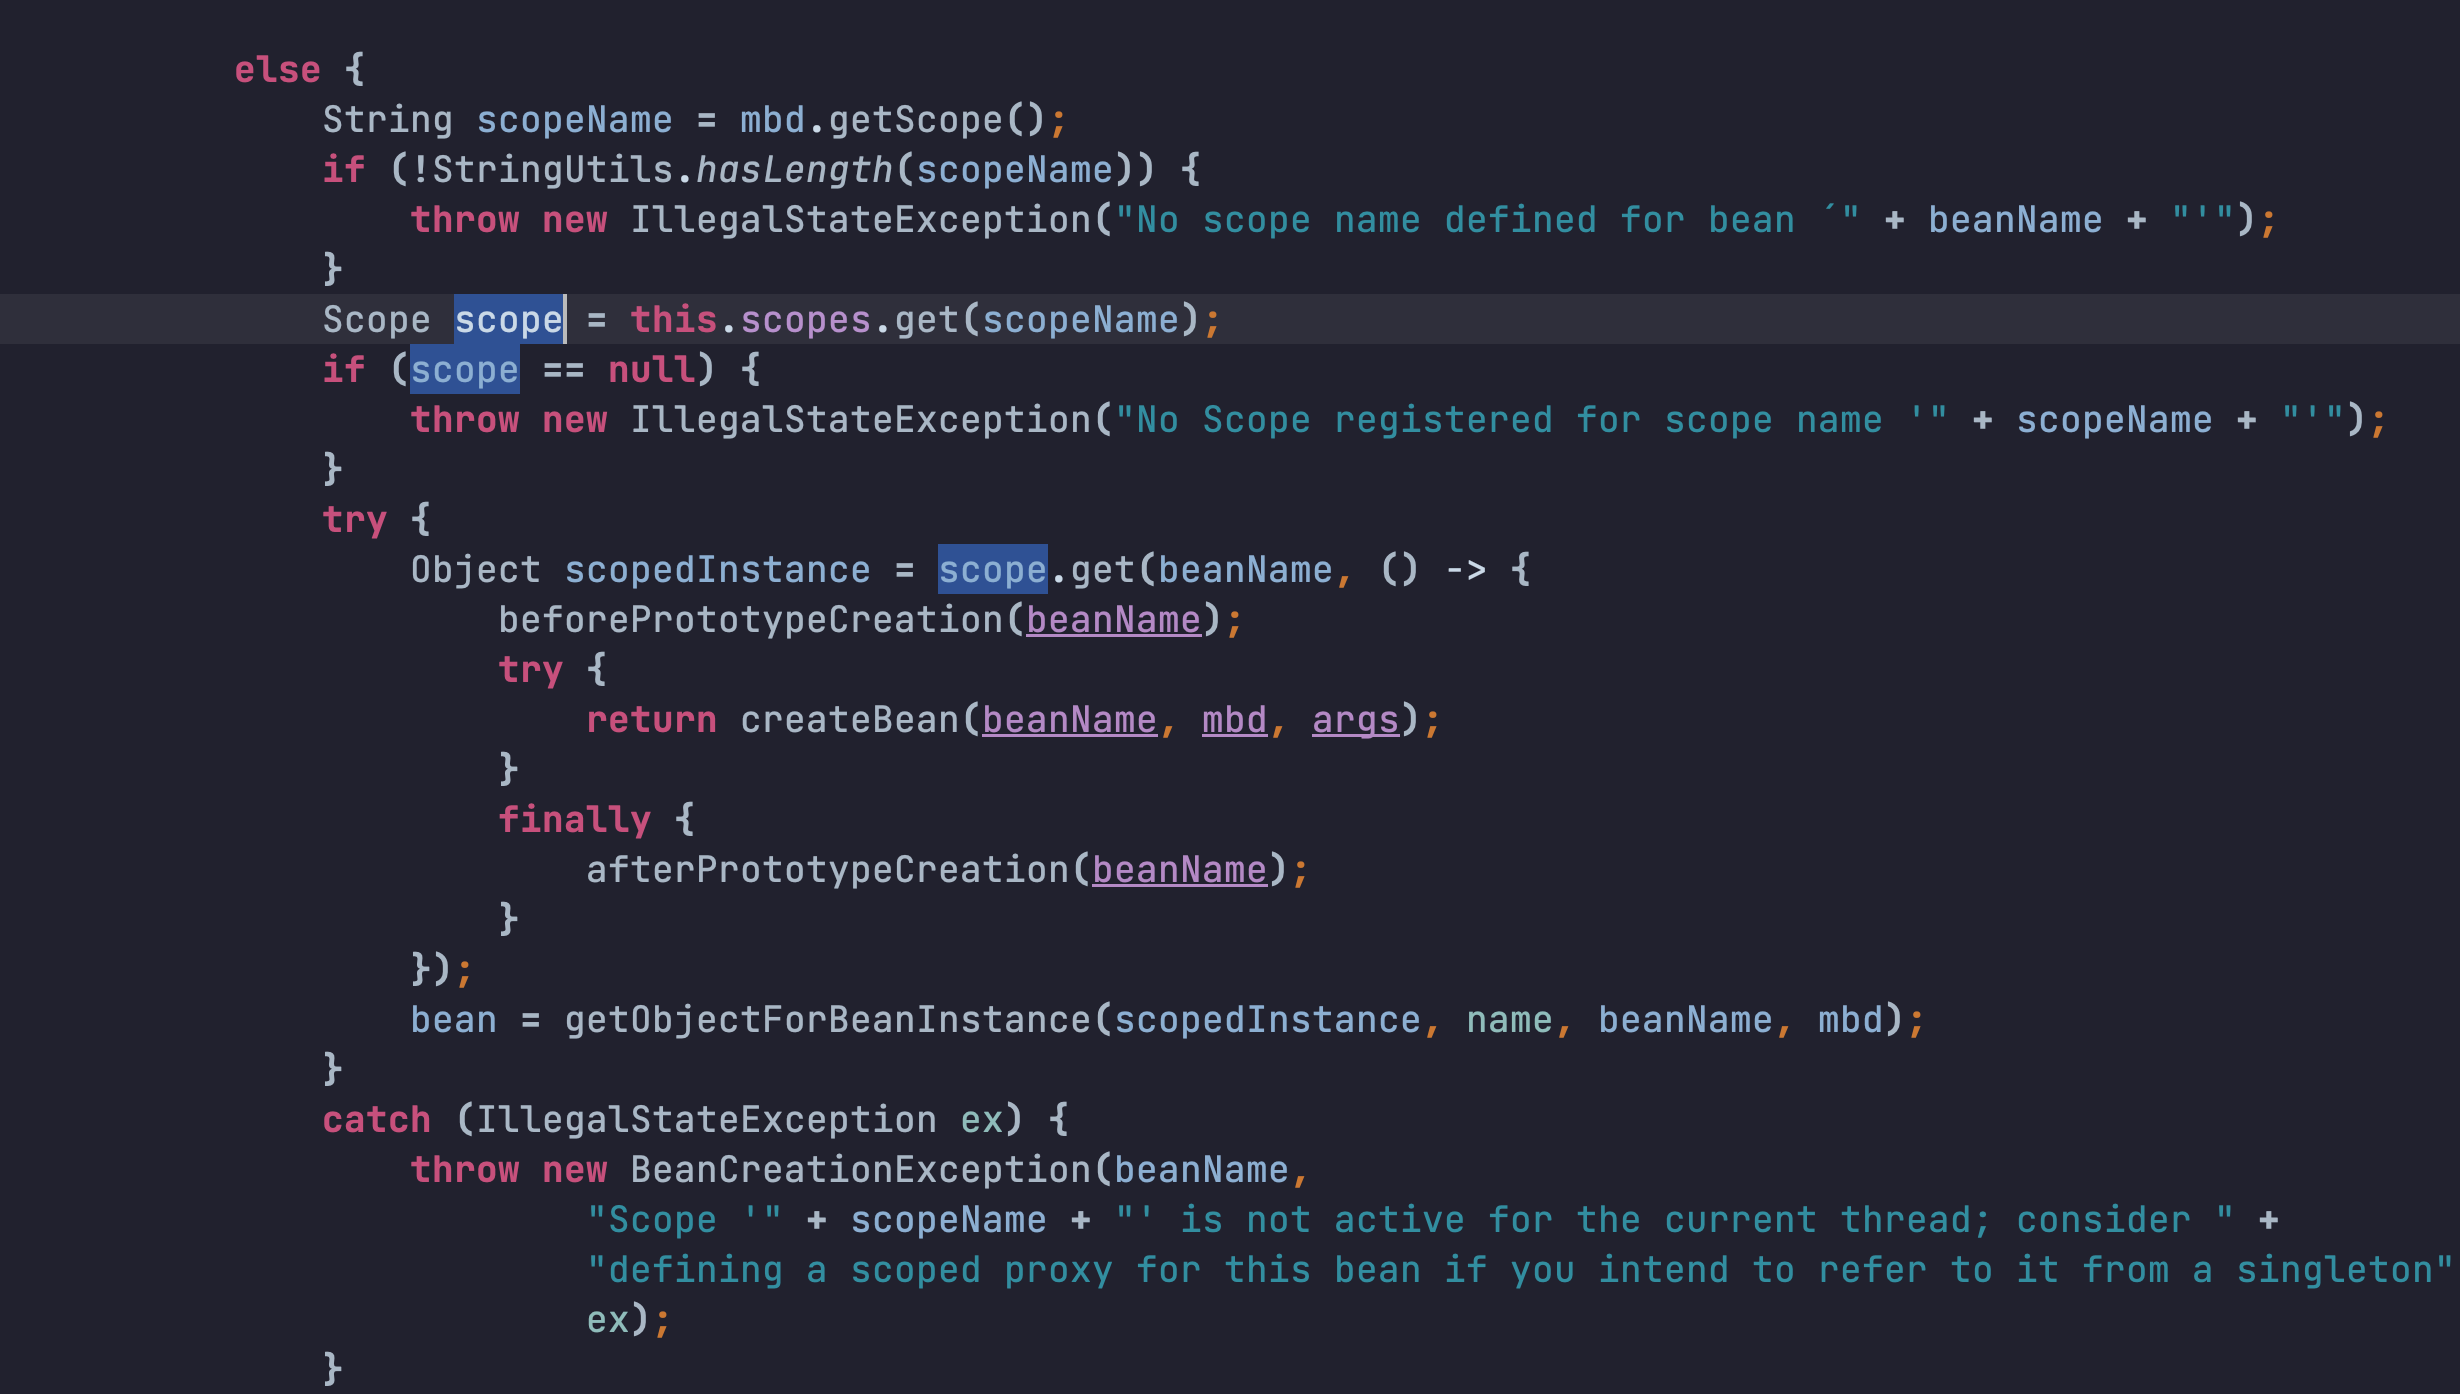 else {
String scopeName = mbd.getScope();
if (!StringUtils.hasLength(scopeName)) {
throw new IllegalStateException("No scope name defined for bean ´" + beanName + "'");
}
Scope scope = this.scopes.get(scopeName);
if (scope == null) {
throw new IllegalStateException("No Scope registered for scope name '" + scopeName + "'");
}
try {
Object scopedInstance = scope.get(beanName, () -> {
beforePrototypeCreation(beanName);
try {
return createBean(beanName, mbd, args);
}
finally {
afterPrototypeCreation(beanName);
}
});
bean = getObjectForBeanInstance(scopedInstance, name, beanName, mbd);
}
catch (IllegalStateException ex) {
throw new BeanCreationException(beanName,
"Scope '" + scopeName + "' is not active for the current thread; consider " +
"defining a scoped proxy for this bean if you intend to refer to it from a singleton"
ex);
}